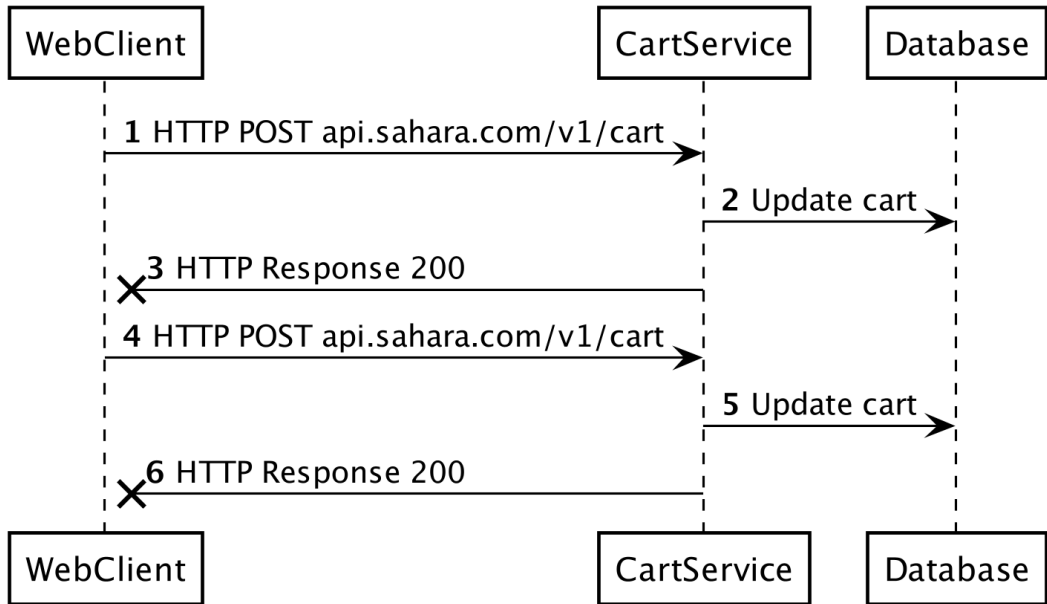 WebClient CartService Database
1 HTTP POST api.sahara.com/v1/cart
2 Update cart
3 HTTP Response 200
4 HTTP POST api.sahara.com/v1/cart
5 Update cart
6 HTTP Response 200
WebClient CartService Database